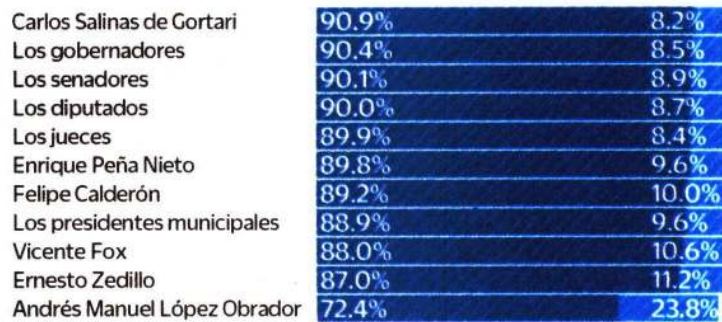 Carlos Salinas de Gortari 90.9% 8.2%
Los gobernadores 90.4% 8.5%
Los senadores 90.1% 8.9%
Los diputados 90.0% 8.7%
Los jueces 89.9% 8.4%
Enrique Peña Nieto 89.8% 9.6%
Felipe Calderón 89.2% 10.0%
Los presidentes municipales 88.9% 9.6%
Vicente Fox 88.0% 10.6%
Ernesto Zedillo 87.0% 11.2%
Andrés Manuel López Obrador 72.4% 23.8%